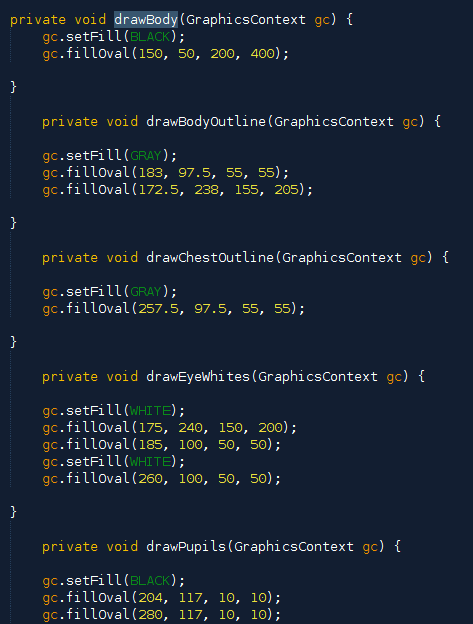 private void drawBody(GraphicsContext gc) {
gc.setFill(BLACK);
gc.fillOval(150, 50, 200, 400);
}
private void drawBodyOutline(GraphicsContext gc) {
gc.setFill(GRAY);
gc.fillOval(183, 97.5, 55, 55);
gc.fillOval(172.5, 238, 155, 205);
}
private void drawChestOutline(GraphicsContext gc) {
gc.setFill(GRAY);
gc.fillOval(257.5, 97.5, 55, 55);
}
private void drawEyeWhites(GraphicsContext gc) {
gc.setFill(WHITE);
gc.fillOval(175, 240, 150, 200);
gc.fillOval(185, 100, 50, 50);
gc.setFill(WHITE);
gc.fillOval(260, 100, 50, 50);
}
private void drawPupils(GraphicsContext gc) {
gc.setFill(BLACK);
gc.fillOval(204, 117, 10, 10);
gc.fillOval(280, 117, 10, 10);